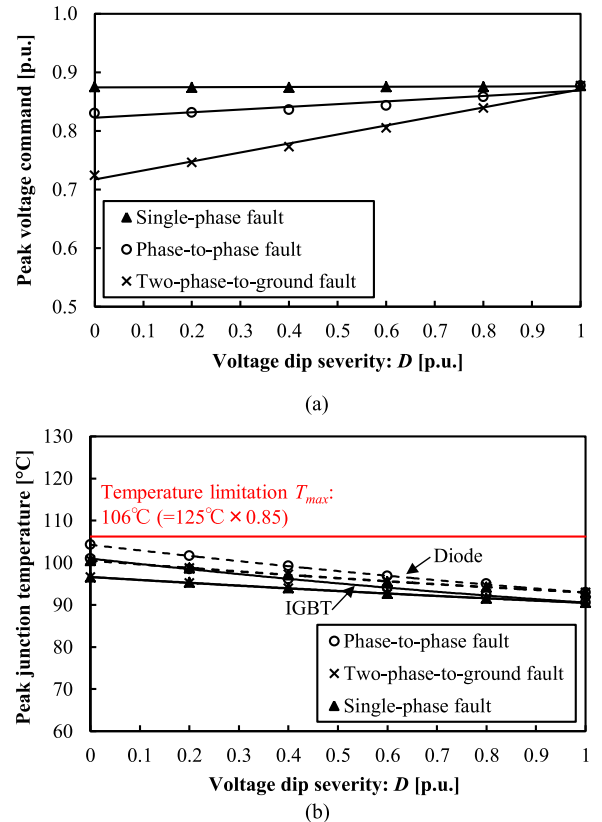 (a)
Peak voltage command [p.u.]
1.0
0.9
0.8
0.7
0.6
0.5
Single-phase fault
Phase-to-phase fault
Two-phase-to-ground fault
0 0.1 0.2 0.3 0.4 0.5 0.6 0.7 0.8 0.9 1
Voltage dip severity: D [p.u.]
(a)
Peak junction temperature [°C]
130
120
110
100
90
80
70
60
Temperature limitation Tmax:
106℃ (=125℃ × 0.85)
Diode
IGBT
Phase-to-phase fault
Two-phase-to-ground fault
Single-phase fault
0 0.1 0.2 0.3 0.4 0.5 0.6 0.7 0.8 0.9 1
Voltage dip severity: D [p.u.]
(b)